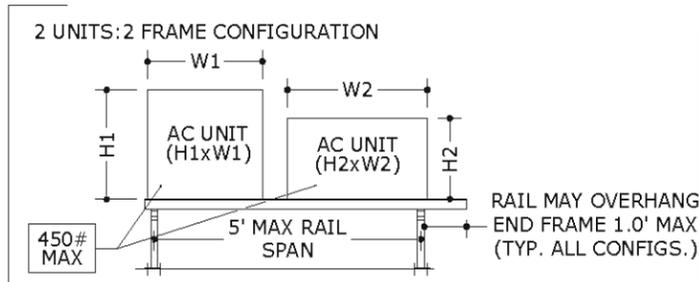 2 UNITS:2 FRAME CONFIGURATION
W1
W2
H1
AC UNIT
(H1xW1)
AC UNIT
(H2xW2)
H2
450#
MAX
5' MAX RAIL
SPAN
RAIL MAY OVERHANG
END FRAME 1.0' MAX
(TYP. ALL CONFIGS.)